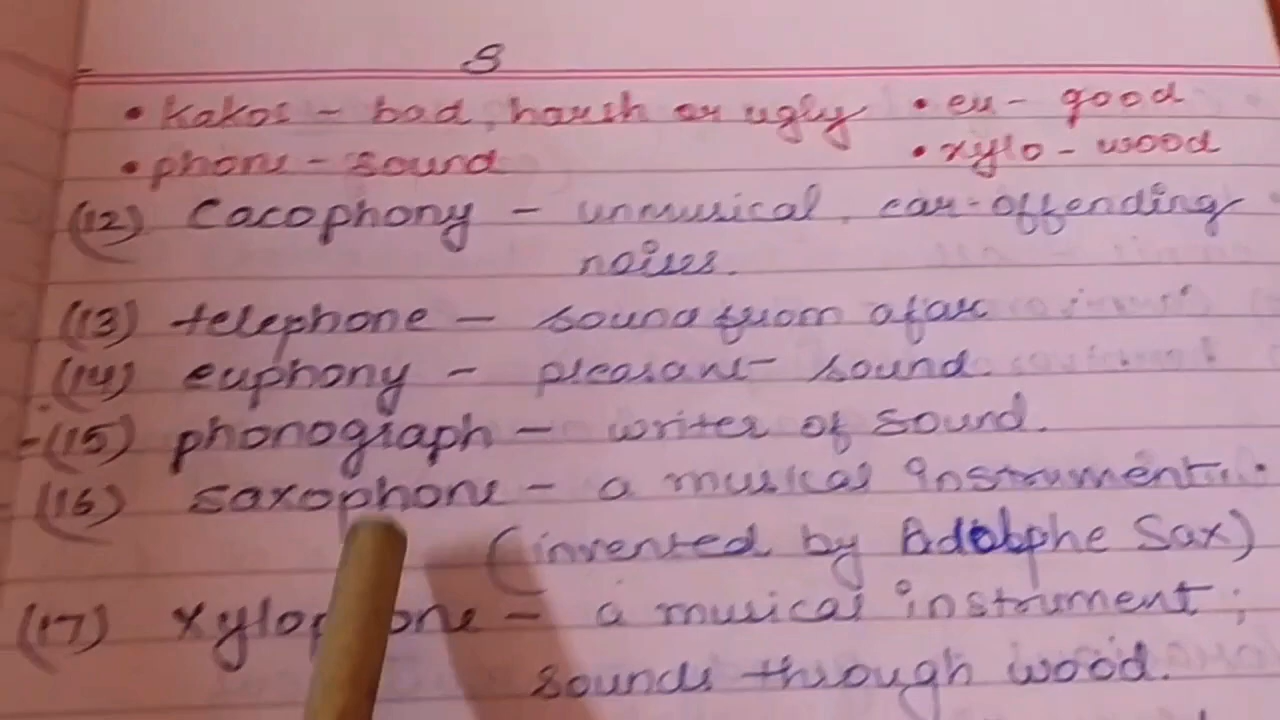 8
• kakos - bad, harsh or ugly • eu - good
• phone - sound • xylo - wood
(12) Cacophony - unmusical, ear-offending
noises.
(13) telephone - sound from afar
(14) euphony - pleasant sound.
(15) phonograph - writer of sound.
(16) saxophone - a musical instrument.
(invented by Adolphe Sax)
(17) xylophone - a musical instrument;
sounds through wood.